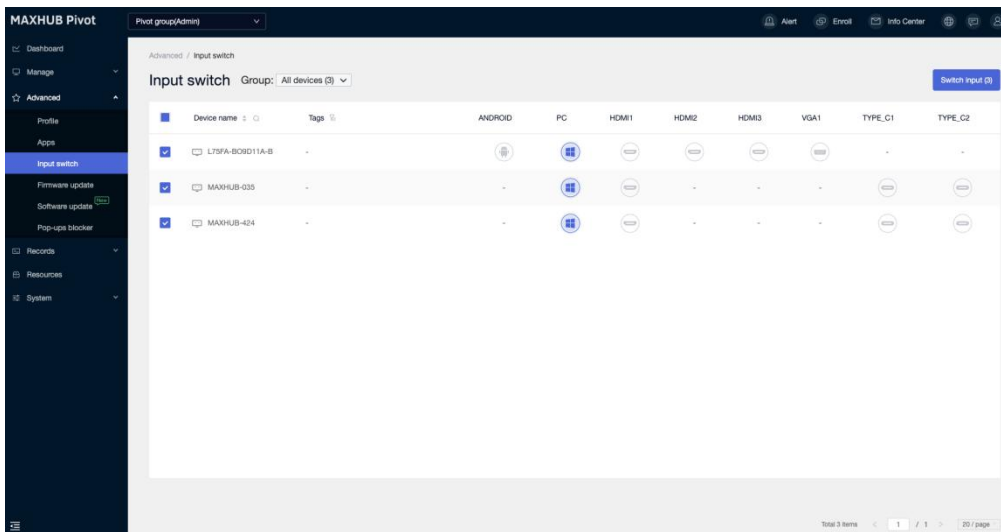 MAXHUB Pivot
Pivot group(Admin)
Alert
Enroll
Info Center
Dashboard
Manage
Advanced
Profile
Apps
Input switch
Firmware update
Software update New
Pop-ups blocker
Records
Resources
System
Advanced / Input switch
Input switch Group: All devices (3)
Switch input (3)
Device name Tags ANDROID PC HDMI1 HDMI2 HDMI3 VGA1 TYPE_C1 TYPE_C2
L75FA-BO9D11A-B - - -
MAXHUB-035 - - - - -
MAXHUB-424 - - - - -
Total 3 items < 1 / 1 > 20 / page